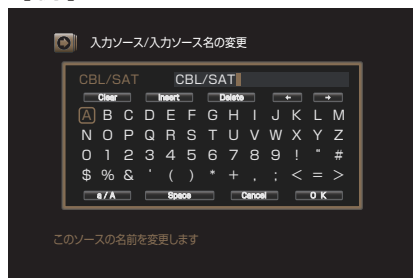 入力ソース/入力ソース名の変更
CBL/SAT CBL/SAT
Clear Insert Delete ← →
A B C D E F G H I J K L M
N O P Q R S T U V W X Y Z
0 1 2 3 4 5 6 7 8 9 ! " #
$ % & ' ( ) * + , ; < = >
a/A Space Cancel O K
このソースの名前を変更します